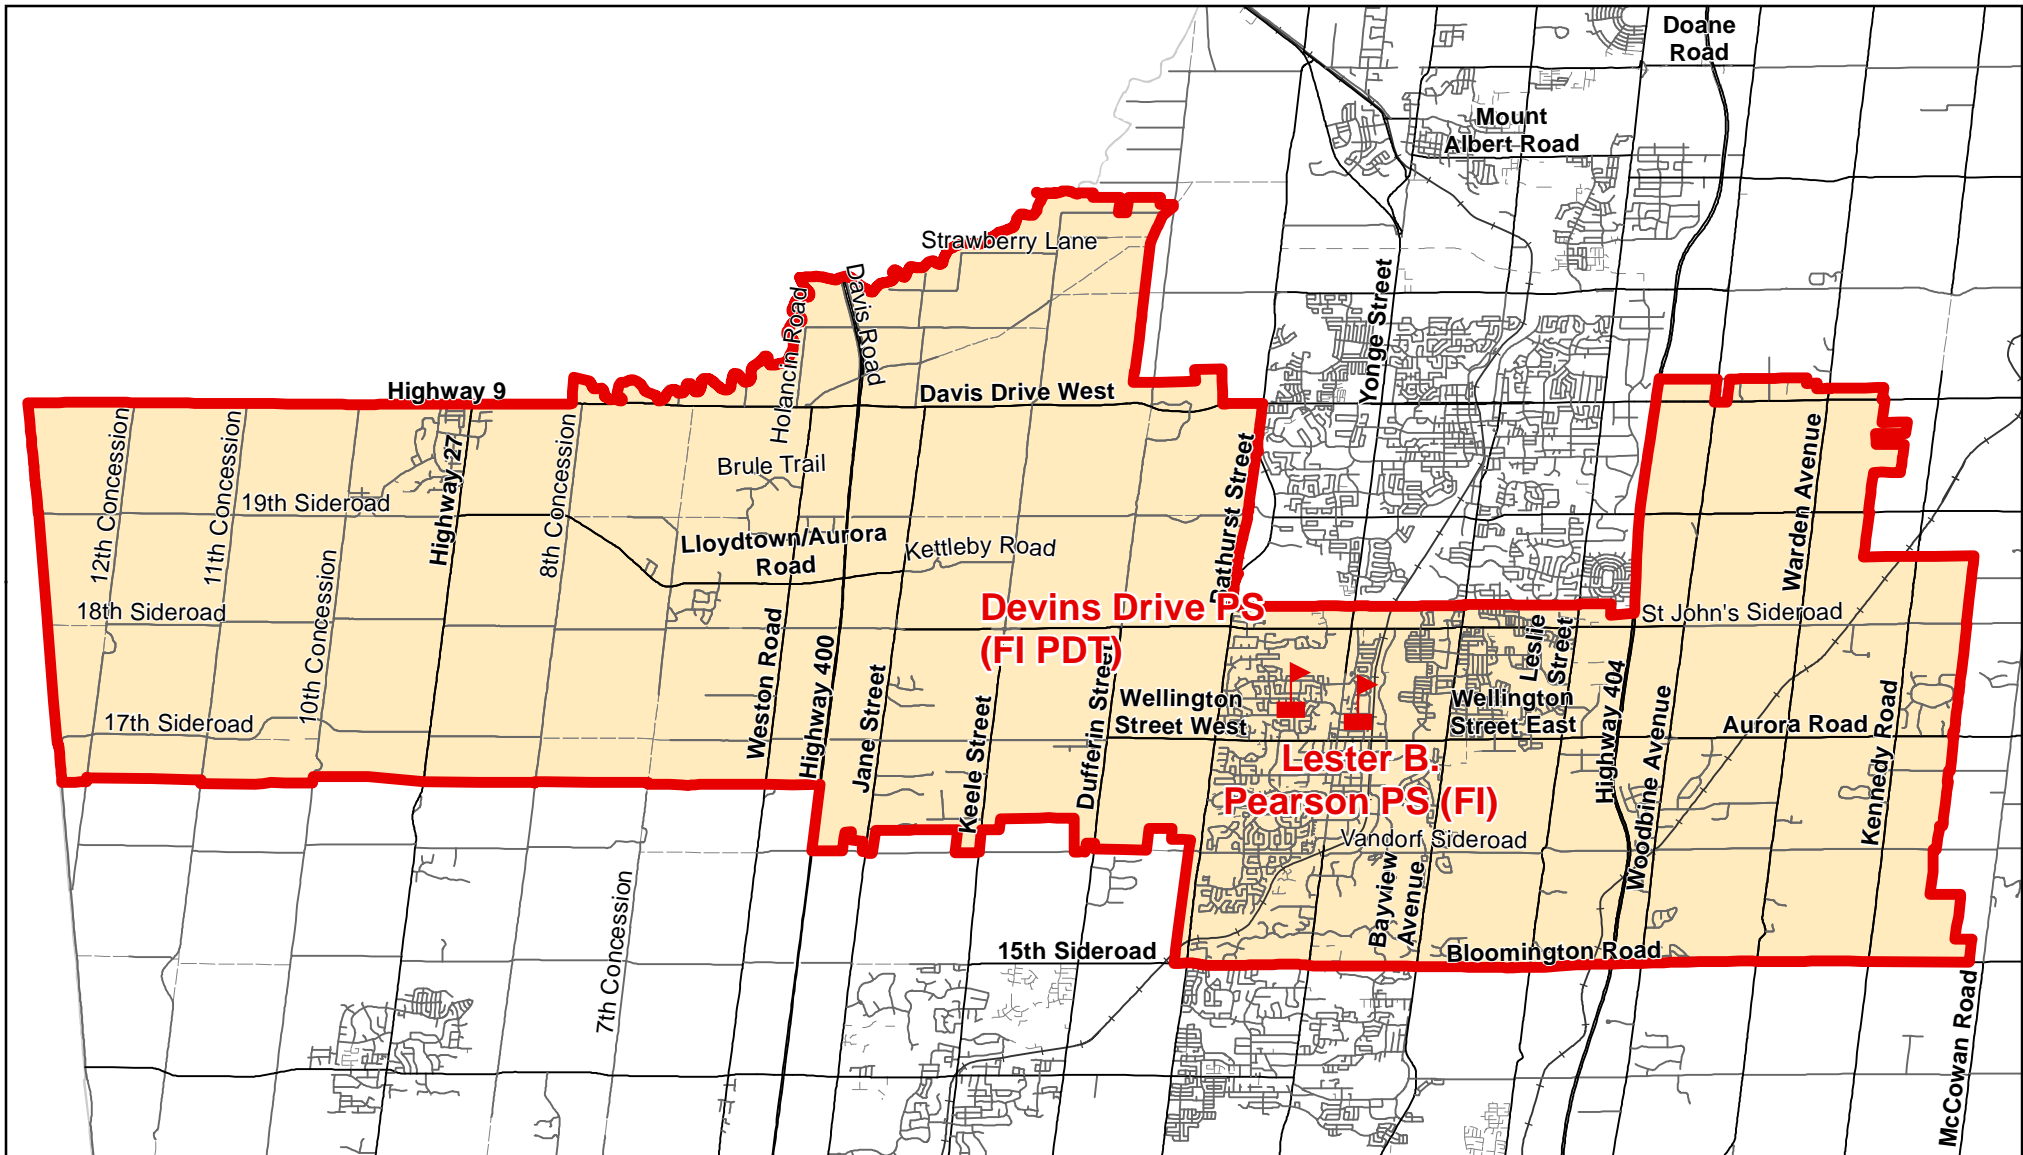 Doane
Road
Mount
Albert Road
Strawberry Lane
Davis Road
Holancin Road
Yonge Street
Highway 9
Davis Drive West
12th Concession
11th Concession
Highway 27
8th Concession
Brule Trail
19th Sideroad
Bathurst Street
Warden Avenue
Lloydtown/Aurora
Road
Kettleby Road
10th Concession
18th Sideroad
Devins Drive PS
(FI PDT)
St John's Sideroad
Leslie
Street
Weston Road
Highway 400
Jane Street
Keele Street
Dufferin Street
Wellington
Street West
Wellington
Street East
Highway 404
Woodbine Avenue
Aurora Road
Kennedy Road
17th Sideroad
Lester B.
Pearson PS (FI)
Vandorf Sideroad
Bayview
Avenue
7th Concession
15th Sideroad
Bloomington Road
McCowan Road